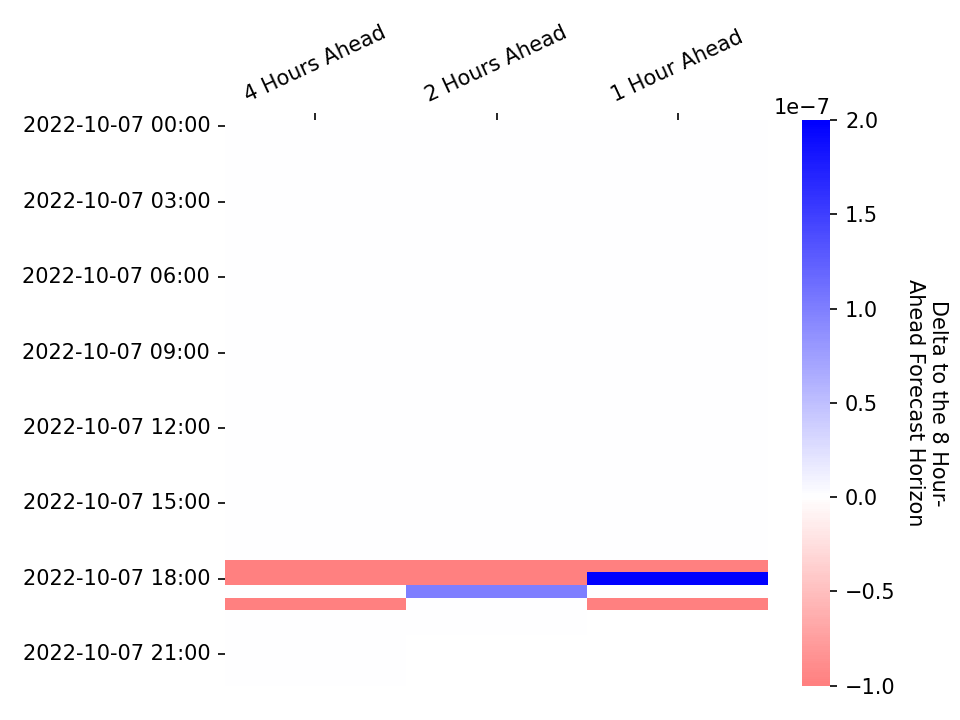 4 Hours Ahead
2 Hours Ahead
1 Hour Ahead
1e−7
2022-10-07 00:00
2022-10-07 03:00
2022-10-07 06:00
2022-10-07 09:00
2022-10-07 12:00
2022-10-07 15:00
2022-10-07 18:00
2022-10-07 21:00
2.0
1.5
1.0
0.5
0.0
−0.5
−1.0
Delta to the 8 Hour-
Ahead Forecast Horizon